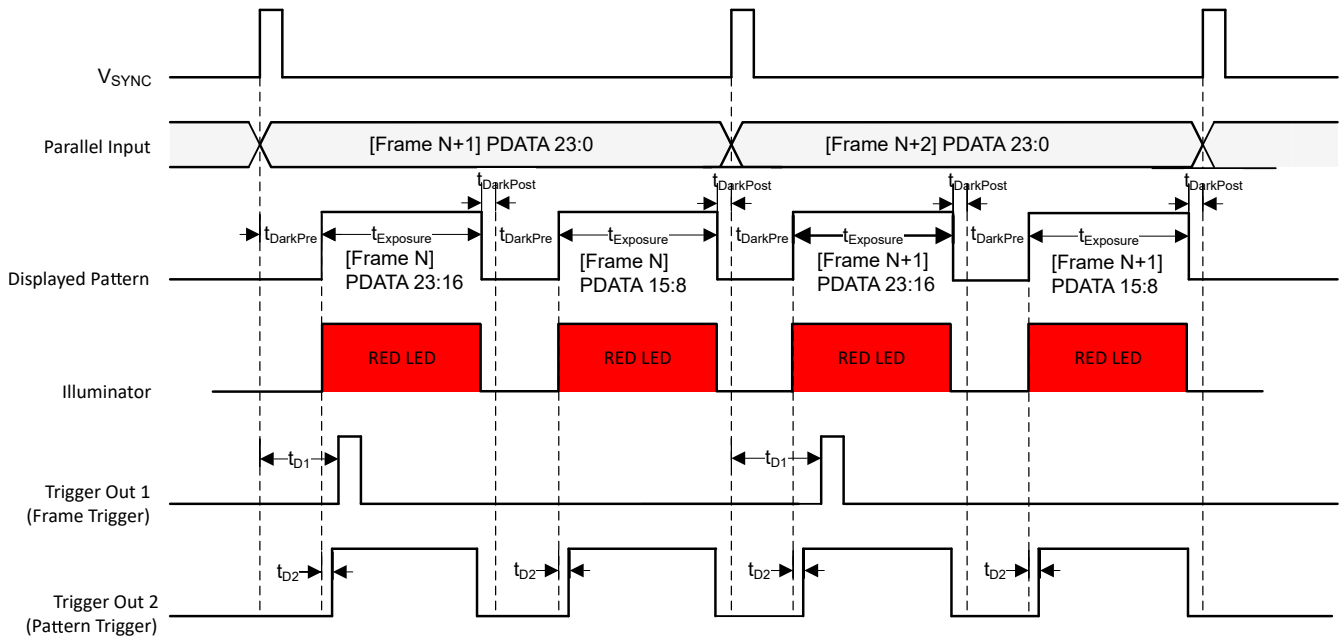 VSYNC
Parallel Input
[Frame N+1] PDATA 23:0
[Frame N+2] PDATA 23:0
tDarkPost
tDarkPost
tDarkPost
tDarkPost
tDarkPre
tExposure
tDarkPre
tExposure
tDarkPre
tExposure
tDarkPre
tExposure
Displayed Pattern
[Frame N]
PDATA 23:16
[Frame N]
PDATA 15:8
[Frame N+1]
PDATA 23:16
[Frame N+1]
PDATA 15:8
Illuminator
RED LED
RED LED
RED LED
RED LED
tD1
tD1
Trigger Out 1
(Frame Trigger)
tD2
tD2
tD2
tD2
Trigger Out 2
(Pattern Trigger)